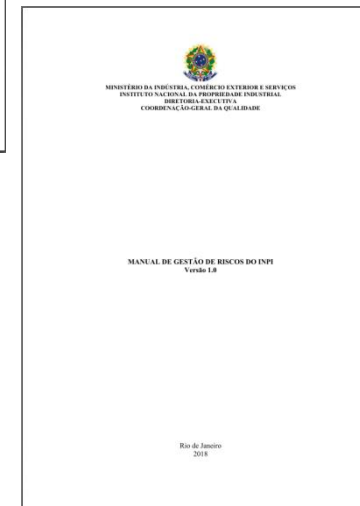 MINISTÉRIO DA INDÚSTRIA, COMÉRCIO EXTERIOR E SERVIÇOS
INSTITUTO NACIONAL DA PROPRIEDADE INDUSTRIAL
DIRETORIA-EXECUTIVA
COORDENAÇÃO-GERAL DA QUALIDADE
MANUAL DE GESTÃO DE RISCOS DO INPI
Versão 1.0
Rio de Janeiro
2018